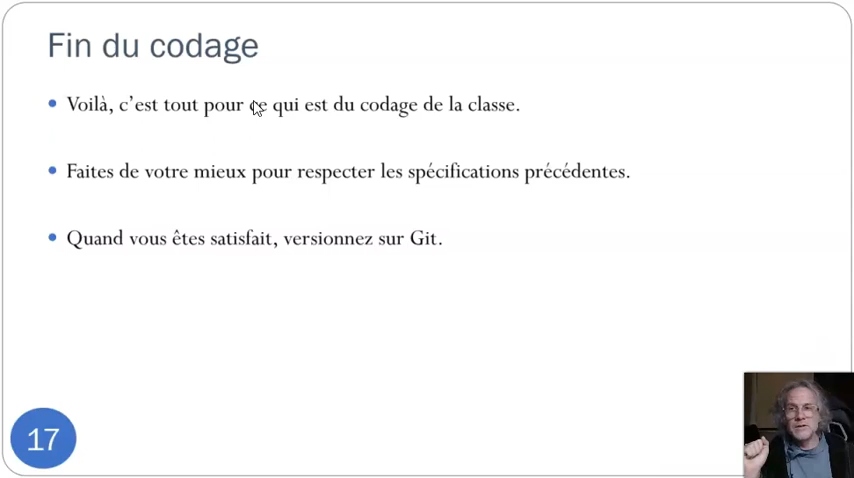 Fin du codage
Voilà, c'est tout pour ce qui est du codage de la classe.
Faites de votre mieux pour respecter les spécifications précédentes.
Quand vous êtes satisfait, versionnez sur Git.
17